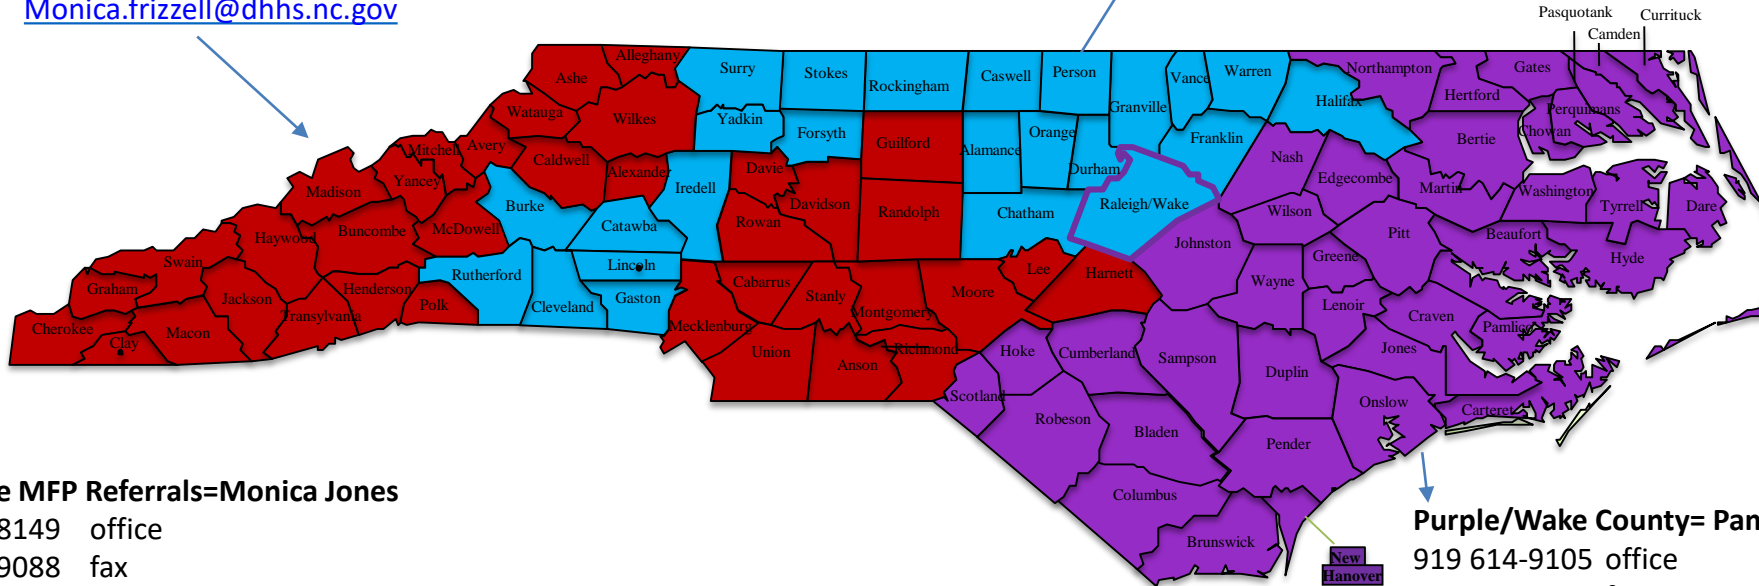 Monica.frizzell@dhhs.nc.gov
Pasquotank
Currituck
Camden
Alleghany
Ashe
Surry
Stokes
Rockingham
Caswell
Person
Vance
Warren
Northampton
Gates
Hertford
Granville
Halifax
Perquimans
Watauga
Wilkes
Yadkin
Forsyth
Guilford
Alamance
Orange
Franklin
Chowan
Bertie
Mitchell
Avery
Caldwell
Alexander
Davie
Durham
Nash
Edgecombe
Martin
Washington
Madison
Yancey
Iredell
Burke
Davidson
Randolph
Chatham
Raleigh/Wake
Wilson
Tyrrell
Dare
Haywood
Buncombe
McDowell
Catawba
Rowan
Johnston
Pitt
Beaufort
Swain
Rutherford
Lincoln
Lee
Harnett
Greene
Hyde
Graham
Jackson
Henderson
Polk
Cleveland
Gaston
Cabarrus
Stanly
Moore
Wayne
Lenoir
Craven
Cherokee
Clay
Macon
Transylvania
Mecklenburg
Montgomery
Pamlico
Union
Anson
Richmond
Hoke
Cumberland
Sampson
Duplin
Jones
Scotland
Robeson
Bladen
Onslow
Carteret
Pender
Columbus
Brunswick
New
Hanover
e MFP Referrals=Monica Jones
8149 office
9088 fax
Purple/Wake County= Pam
919 614-9105 office